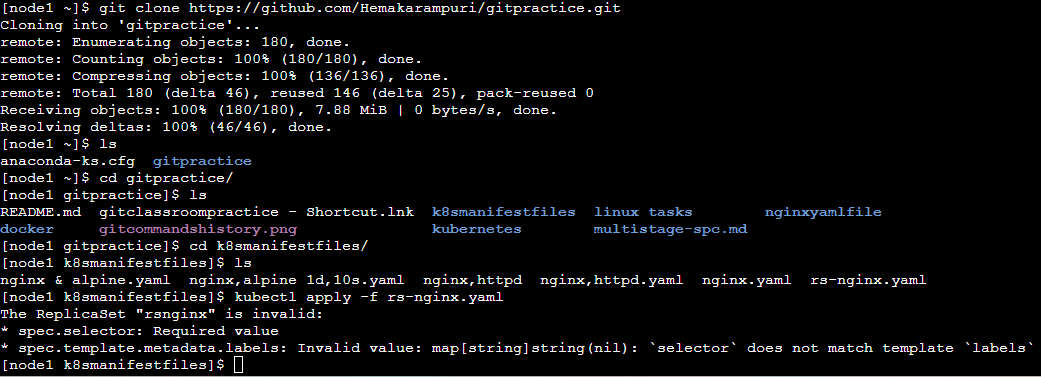 [node1 ~]$ git clone https://github.com/Hemakarampuri/gitpractice.git
Cloning into 'gitpractice'...
remote: Enumerating objects: 180, done.
remote: Counting objects: 100% (180/180), done.
remote: Compressing objects: 100% (136/136), done.
remote: Total 180 (delta 46), reused 146 (delta 25), pack-reused 0
Receiving objects: 100% (180/180), 7.88 MiB | 0 bytes/s, done.
Resolving deltas: 100% (46/46), done.
[node1 ~]$ ls
anaconda-ks.cfg  gitpractice
[node1 ~]$ cd gitpractice/
[node1 gitpractice]$ ls
README.md  gitclassroompractice - Shortcut.lnk  k8smanifestfiles  linux tasks  nginxyamlfile
docker  gitcommandshistory.png  kubernetes  multistage-spc.md
[node1 gitpractice]$ cd k8smanifestfiles/
[node1 k8smanifestfiles]$ ls
nginx & alpine.yaml  nginx,alpine 1d,10s.yaml  nginx,httpd  nginx,httpd.yaml  nginx.yaml  rs-nginx.yaml
[node1 k8smanifestfiles]$ kubectl apply -f rs-nginx.yaml
The ReplicaSet "rsnginx" is invalid:
* spec.selector: Required value
* spec.template.metadata.labels: Invalid value: map[string]string(nil): `selector` does not match template `labels`
[node1 k8smanifestfiles]$